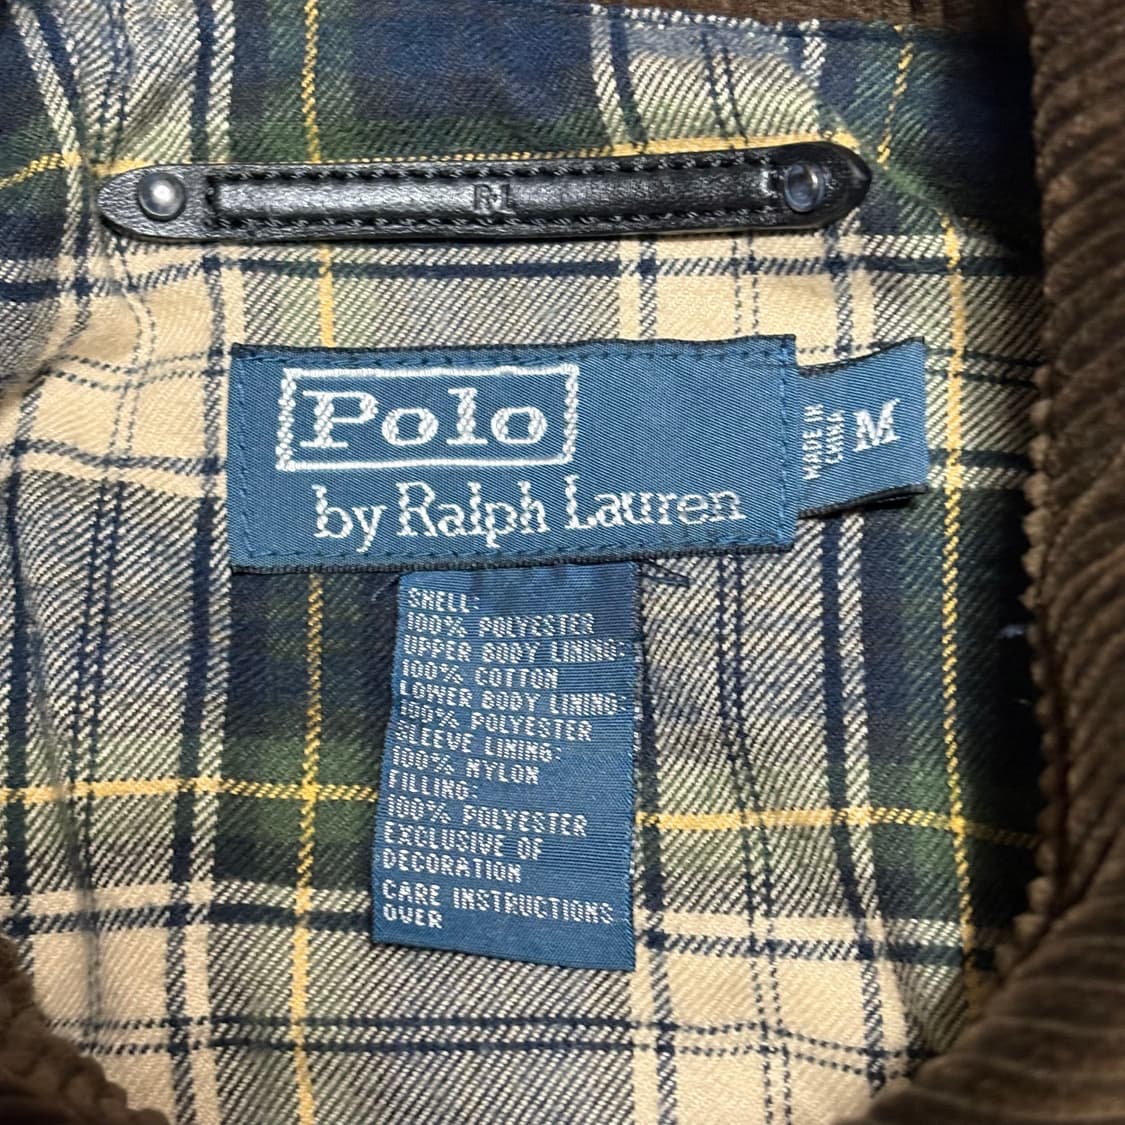 RL
Polo
by Ralph Lauren
MADE IN
CHINA
M
SHELL:
100% POLYESTER
UPPER BODY LINING:
100% COTTON
LOWER BODY LINING:
100% POLYESTER
SLEEVE LINING:
100% NYLON
FILLING:
100% POLYESTER
EXCLUSIVE OF
DECORATION
CARE INSTRUCTIONS
OVER